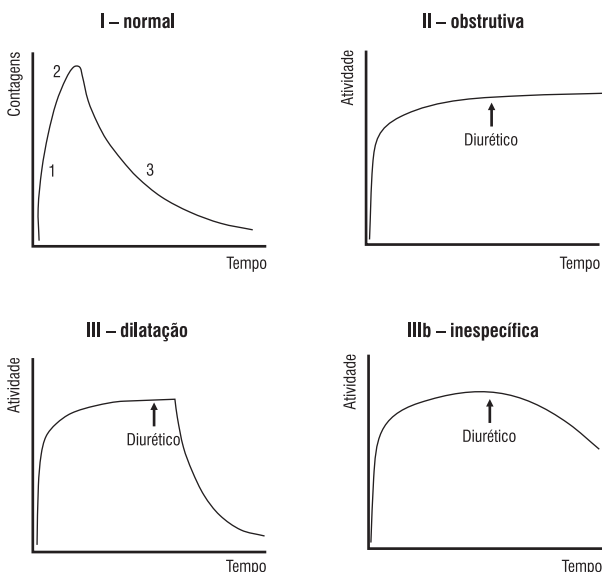 I – normal
Contagens
2
1
3
Tempo
II – obstrutiva
Atividade
Diurético
Tempo
III – dilatação
Atividade
Diurético
Tempo
IIIb – inespecífica
Atividade
Diurético
Tempo